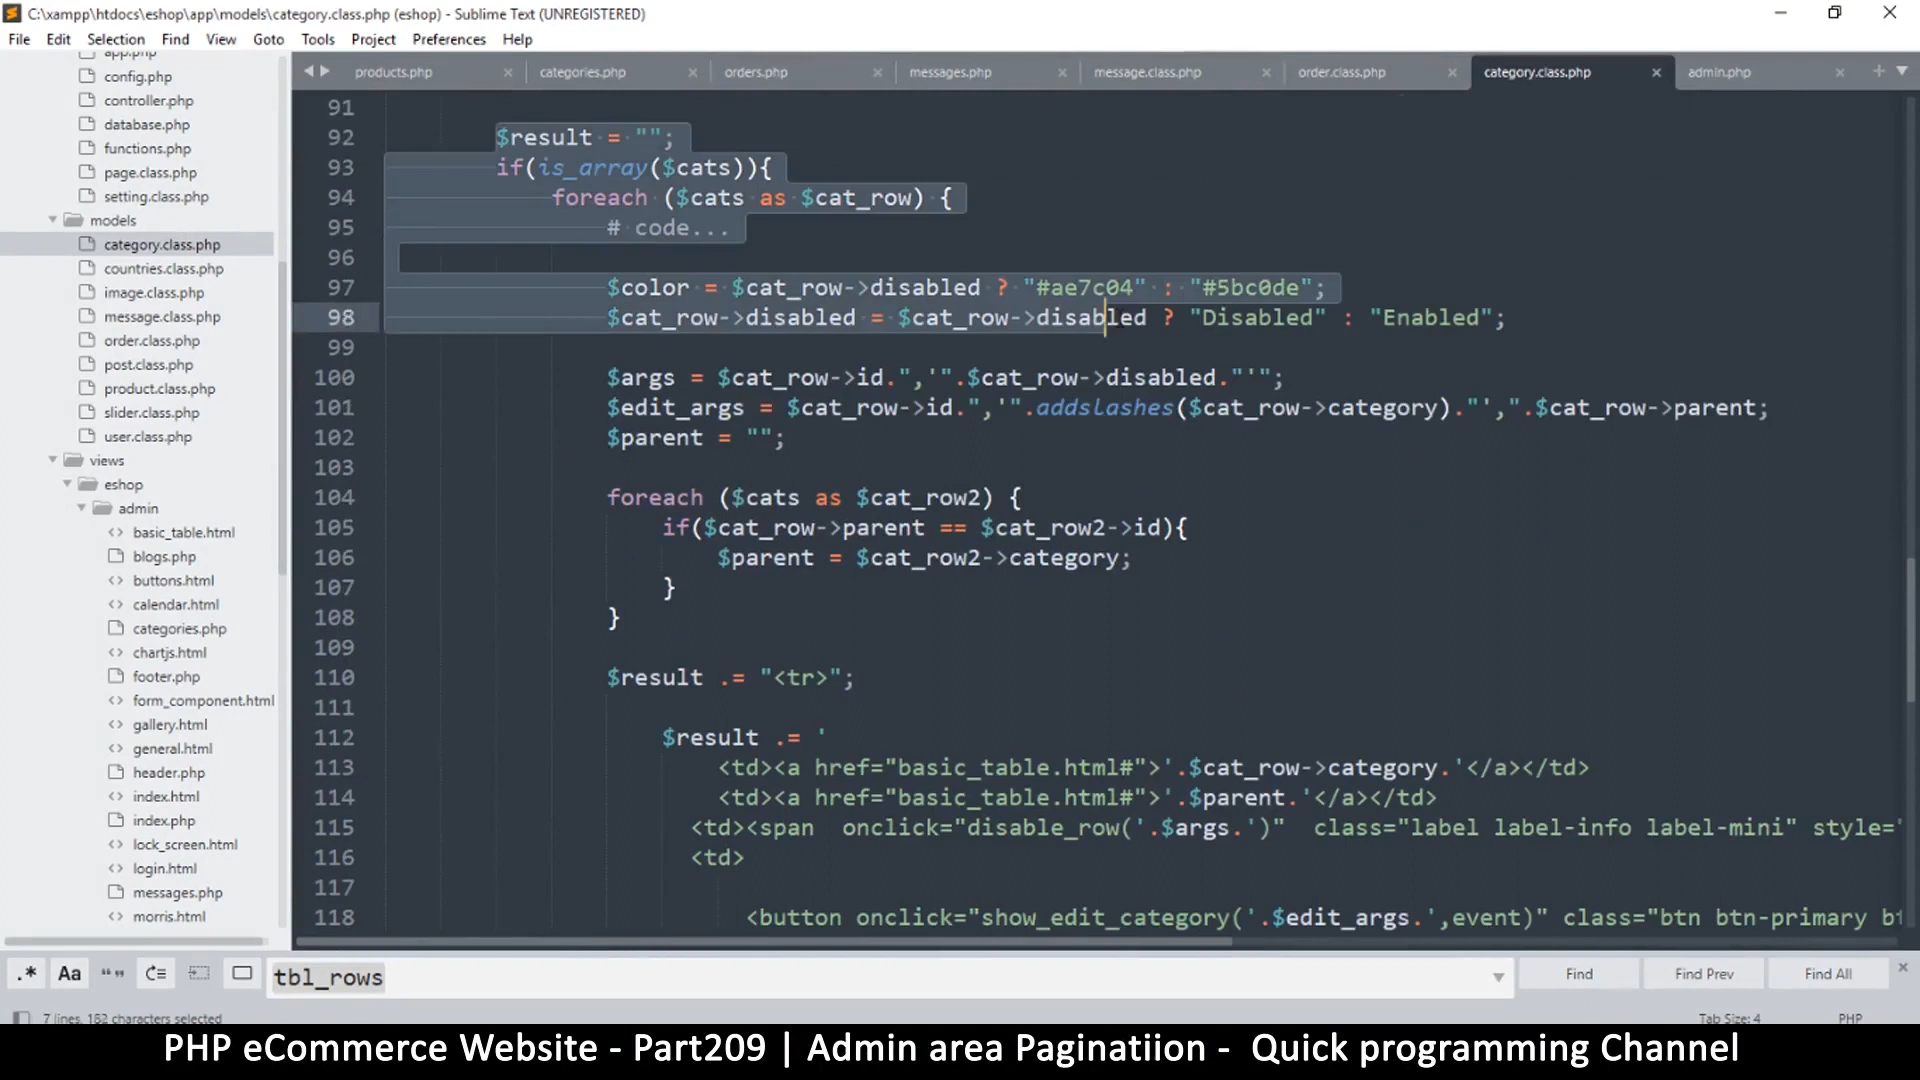 C:\xampp\htdocs\eshop\app\models\category.class.php (eshop) - Sublime Text (UNREGISTERED)
File Edit Selection Find View Goto Tools Project Preferences Help
products.php categories.php orders.php messages.php message.class.php order.class.php category.class.php admin.php
app.php
config.php
controller.php
database.php
functions.php
page.class.php
setting.class.php
models
category.class.php
countries.class.php
image.class.php
message.class.php
order.class.php
post.class.php
product.class.php
slider.class.php
user.class.php
views
eshop
admin
basic_table.html
blogs.php
buttons.html
calendar.html
categories.php
chartjs.html
footer.php
form_component.html
gallery.html
general.html
header.php
index.html
index.php
lock_screen.html
login.html
messages.php
morris.html
91
92 $result = "";
93 if(is_array($cats)){
94 foreach ($cats as $cat_row) {
95 # code...
96
97 $color = $cat_row->disabled ? "#ae7c04" : "#5bc0de";
98 $cat_row->disabled = $cat_row->disabled ? "Disabled" : "Enabled";
99
100 $args = $cat_row->id.",'".$cat_row->disabled."'";
101 $edit_args = $cat_row->id.",'".addslashes($cat_row->category)."',".$cat_row->parent;
102 $parent = "";
103
104 foreach ($cats as $cat_row2) {
105 if($cat_row->parent == $cat_row2->id){
106 $parent = $cat_row2->category;
107 }
108 }
109
110 $result .= "<tr>";
111
112 $result .= '
113 <td><a href="basic_table.html#">'.$cat_row->category.'</a></td>
114 <td><a href="basic_table.html#">'.$parent.'</a></td>
115 <td><span onclick="disable_row('.$args.')" class="label label-info label-mini" style='
116 <td>
117
118 <button onclick="show_edit_category('.$edit_args.',event)" class="btn btn-primary bt
.* Aa “” tbl_rows Find Find Prev Find All
7 lines, 182 characters selected Tab Size: 4 PHP
PHP eCommerce Website - Part209 | Admin area Paginatiion - Quick programming Channel